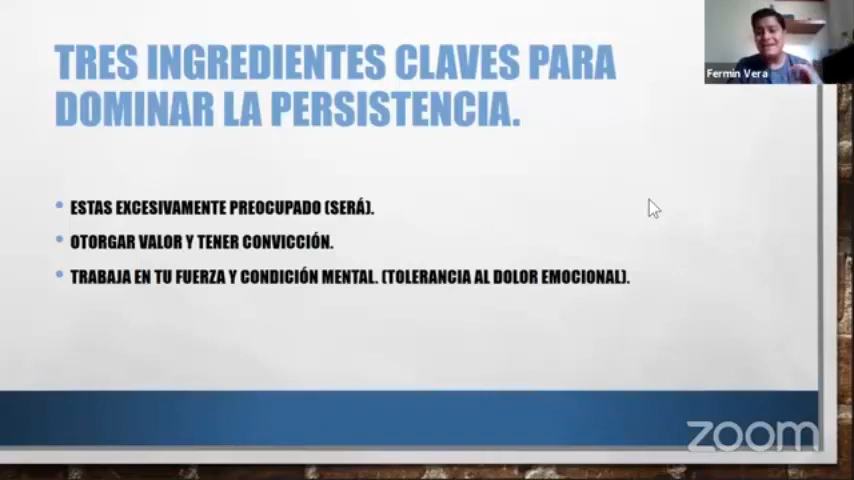 TRES INGREDIENTES CLAVES PARA
DOMINAR LA PERSISTENCIA.
Fermin Vera
ESTAS EXCESIVAMENTE PREOCUPADO (SERÁ).
OTORGAR VALOR Y TENER CONVICCIÓN.
TRABAJA EN TU FUERZA Y CONDICIÓN MENTAL. (TOLERANCIA AL DOLOR EMOCIONAL).
zoom